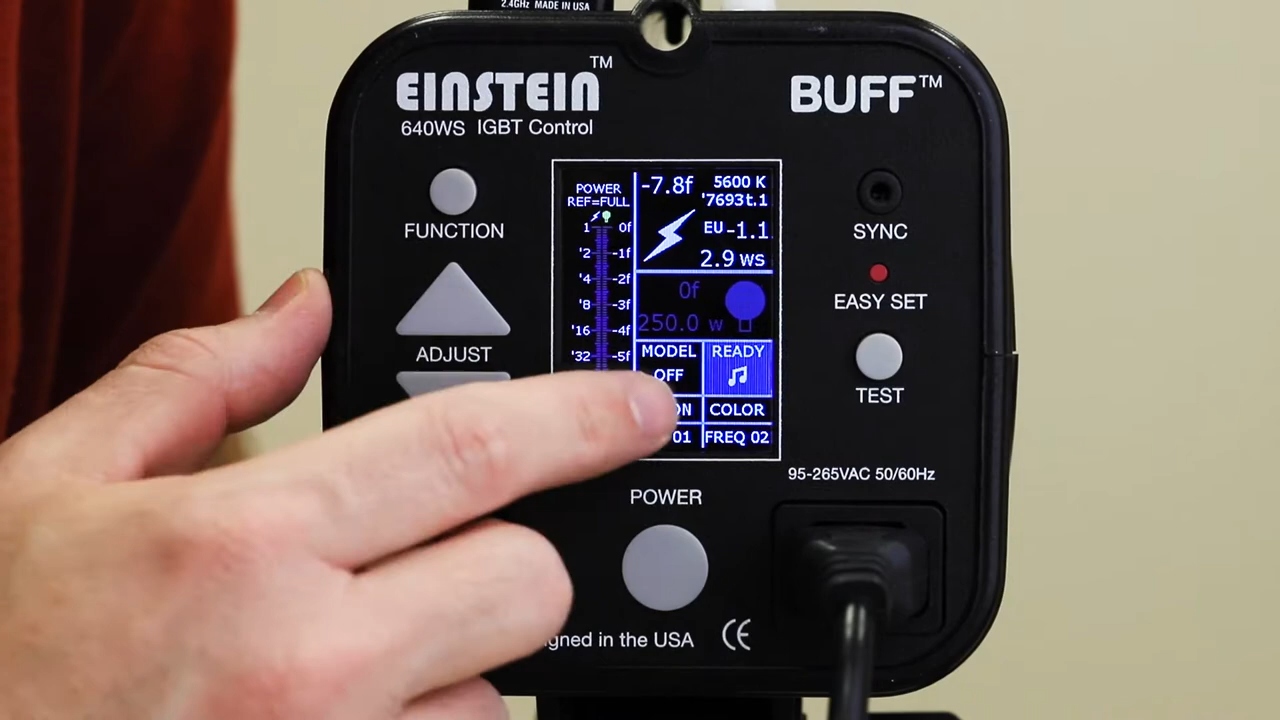 2.4GHz MADE IN USA
EINSTEIN™
BUFF™
640WS IGBT Control
FUNCTION
ADJUST
POWER
REF=FULL
1 0f
'2 -1f
'4 -2f
'8 -3f
'16 -4f
'32 -5f
-7.8f
5600 K
'7693t.1
EU -1.1
2.9 WS
0f
250.0 W
MODEL
OFF
READY
COLOR
01
FREQ 02
SYNC
EASY SET
TEST
95-265VAC 50/60Hz
POWER
in the USA
CE